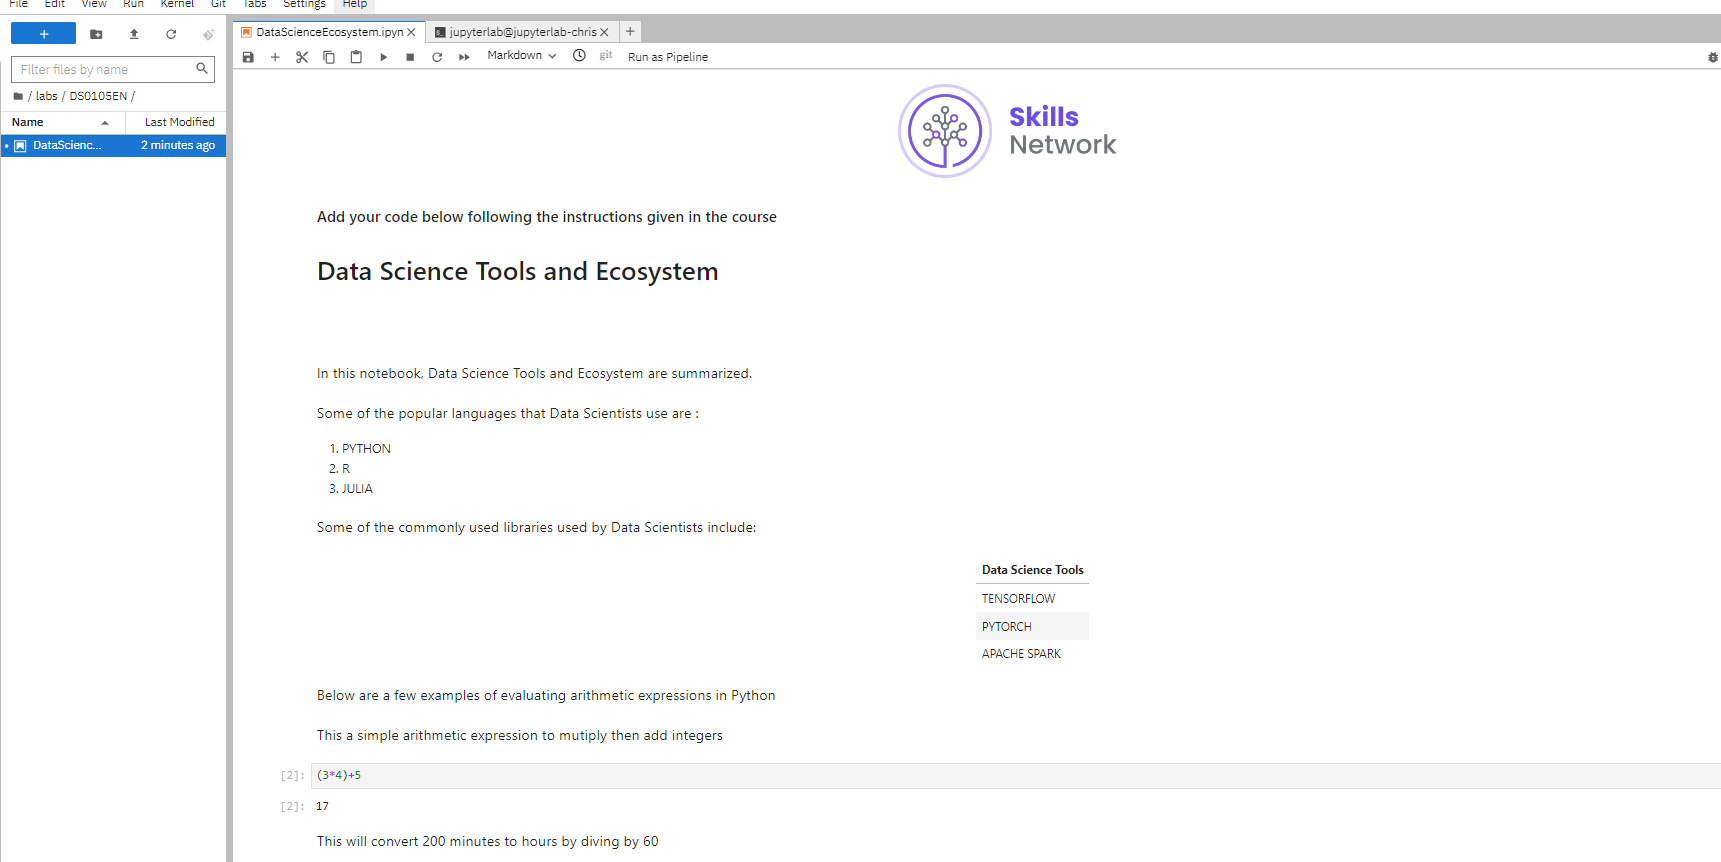 File Edit View Run Kernel Git Tabs Settings Help
+
DataScienceEcosystem.ipyn
jupyterlab@jupyterlab-chris
Filter files by name
Markdown
git
Run as Pipeline
/ labs / DS0105EN /
Name
Last Modified
DataScienc...
2 minutes ago
Skills
Network
Add your code below following the instructions given in the course
Data Science Tools and Ecosystem
In this notebook, Data Science Tools and Ecosystem are summarized.
Some of the popular languages that Data Scientists use are :
1. PYTHON
2. R
3. JULIA
Some of the commonly used libraries used by Data Scientists include:
Data Science Tools
TENSORFLOW
PYTORCH
APACHE SPARK
Below are a few examples of evaluating arithmetic expressions in Python
This a simple arithmetic expression to mutiply then add integers
[2]: (3*4)+5
[2]: 17
This will convert 200 minutes to hours by diving by 60